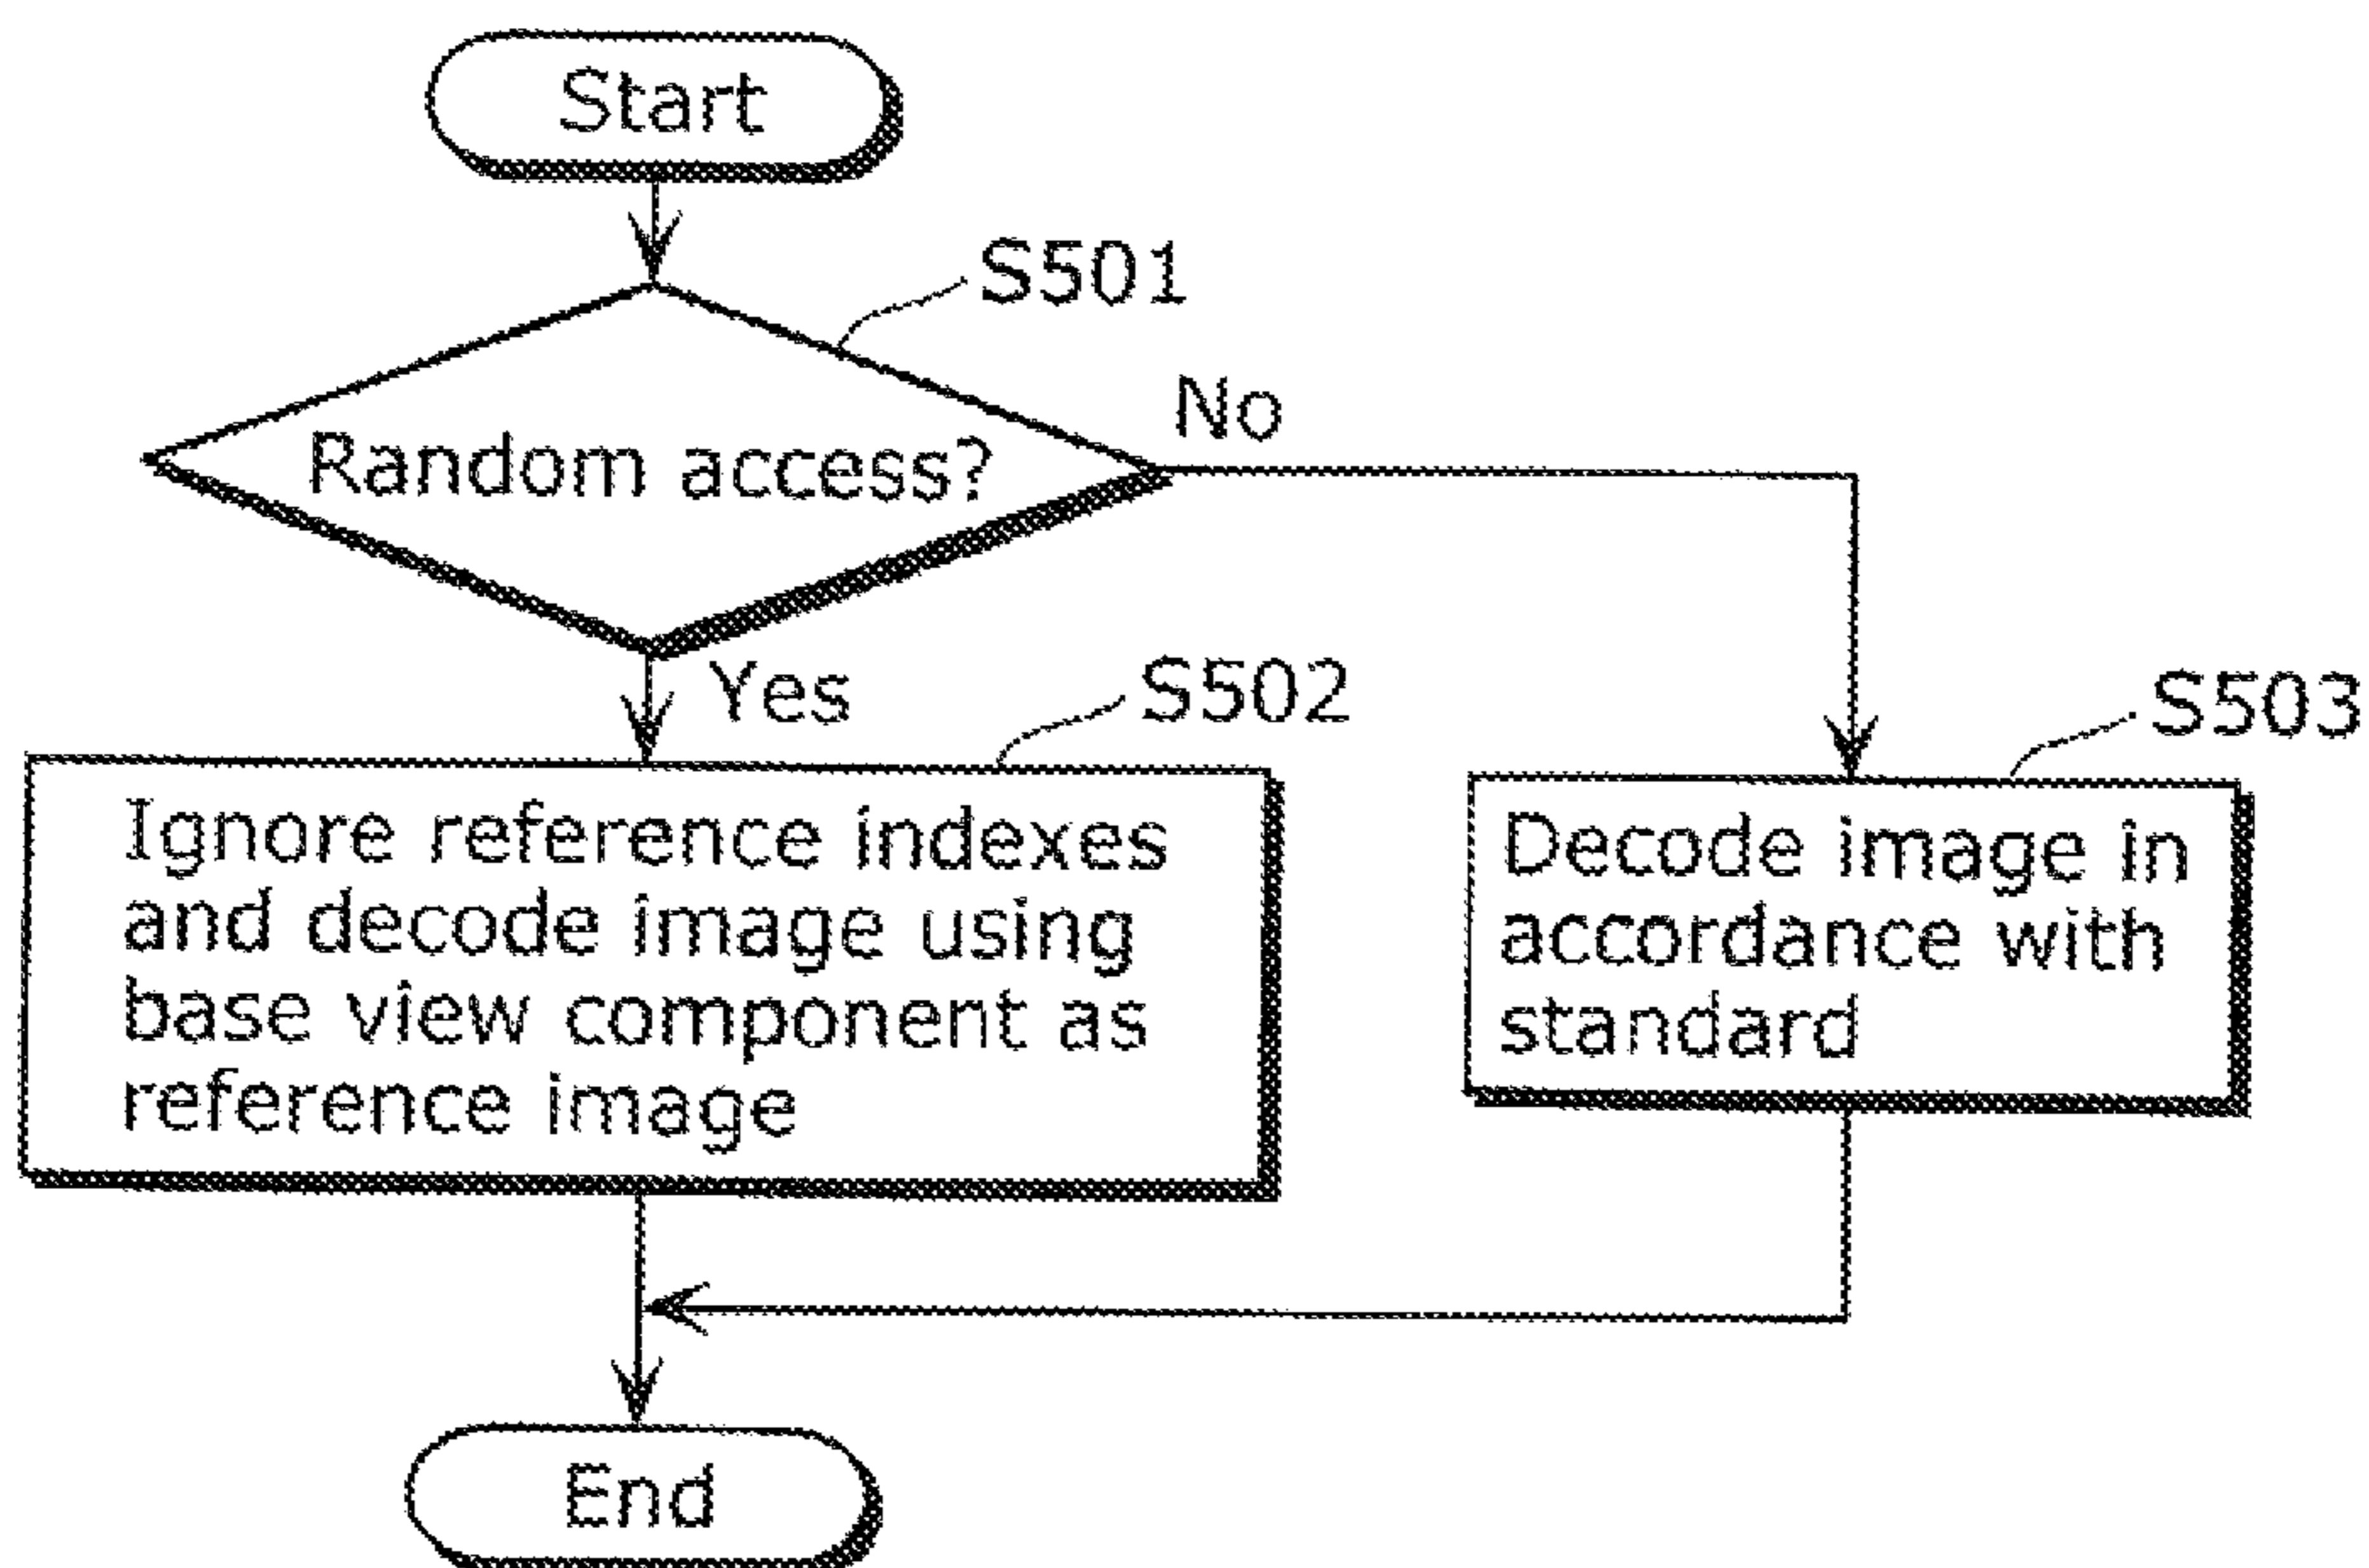 Start
S501
Random access?
No
Yes
S502
S503
Ignore reference indexes
and decode image using
base view component as
reference image
Decode image in
accordance with
standard
End